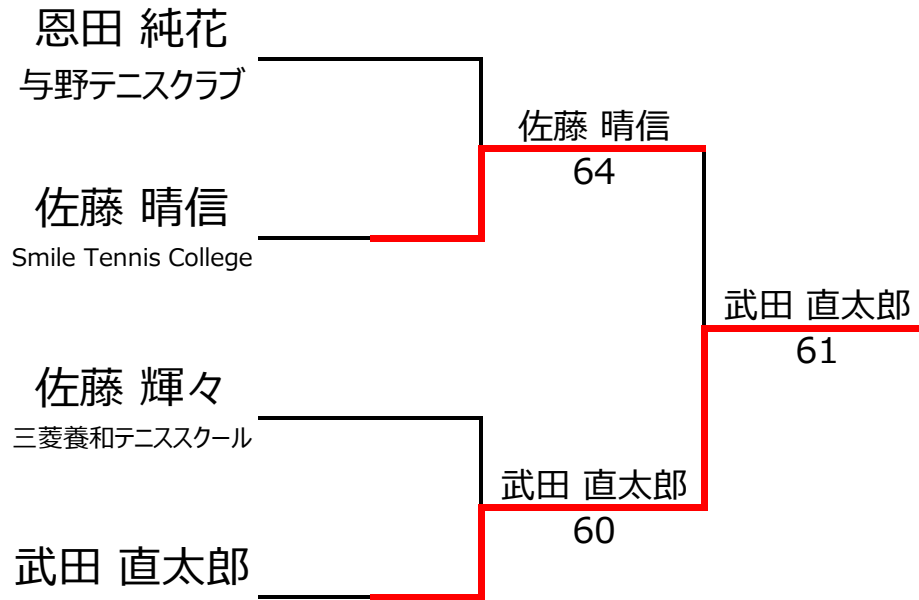 恩田 純花
与野テニスクラブ
佐藤 晴信
64
佐藤 晴信
Smile Tennis College
武田 直太郎
61
佐藤 輝々
三菱養和テニススクール
武田 直太郎
60
武田 直太郎